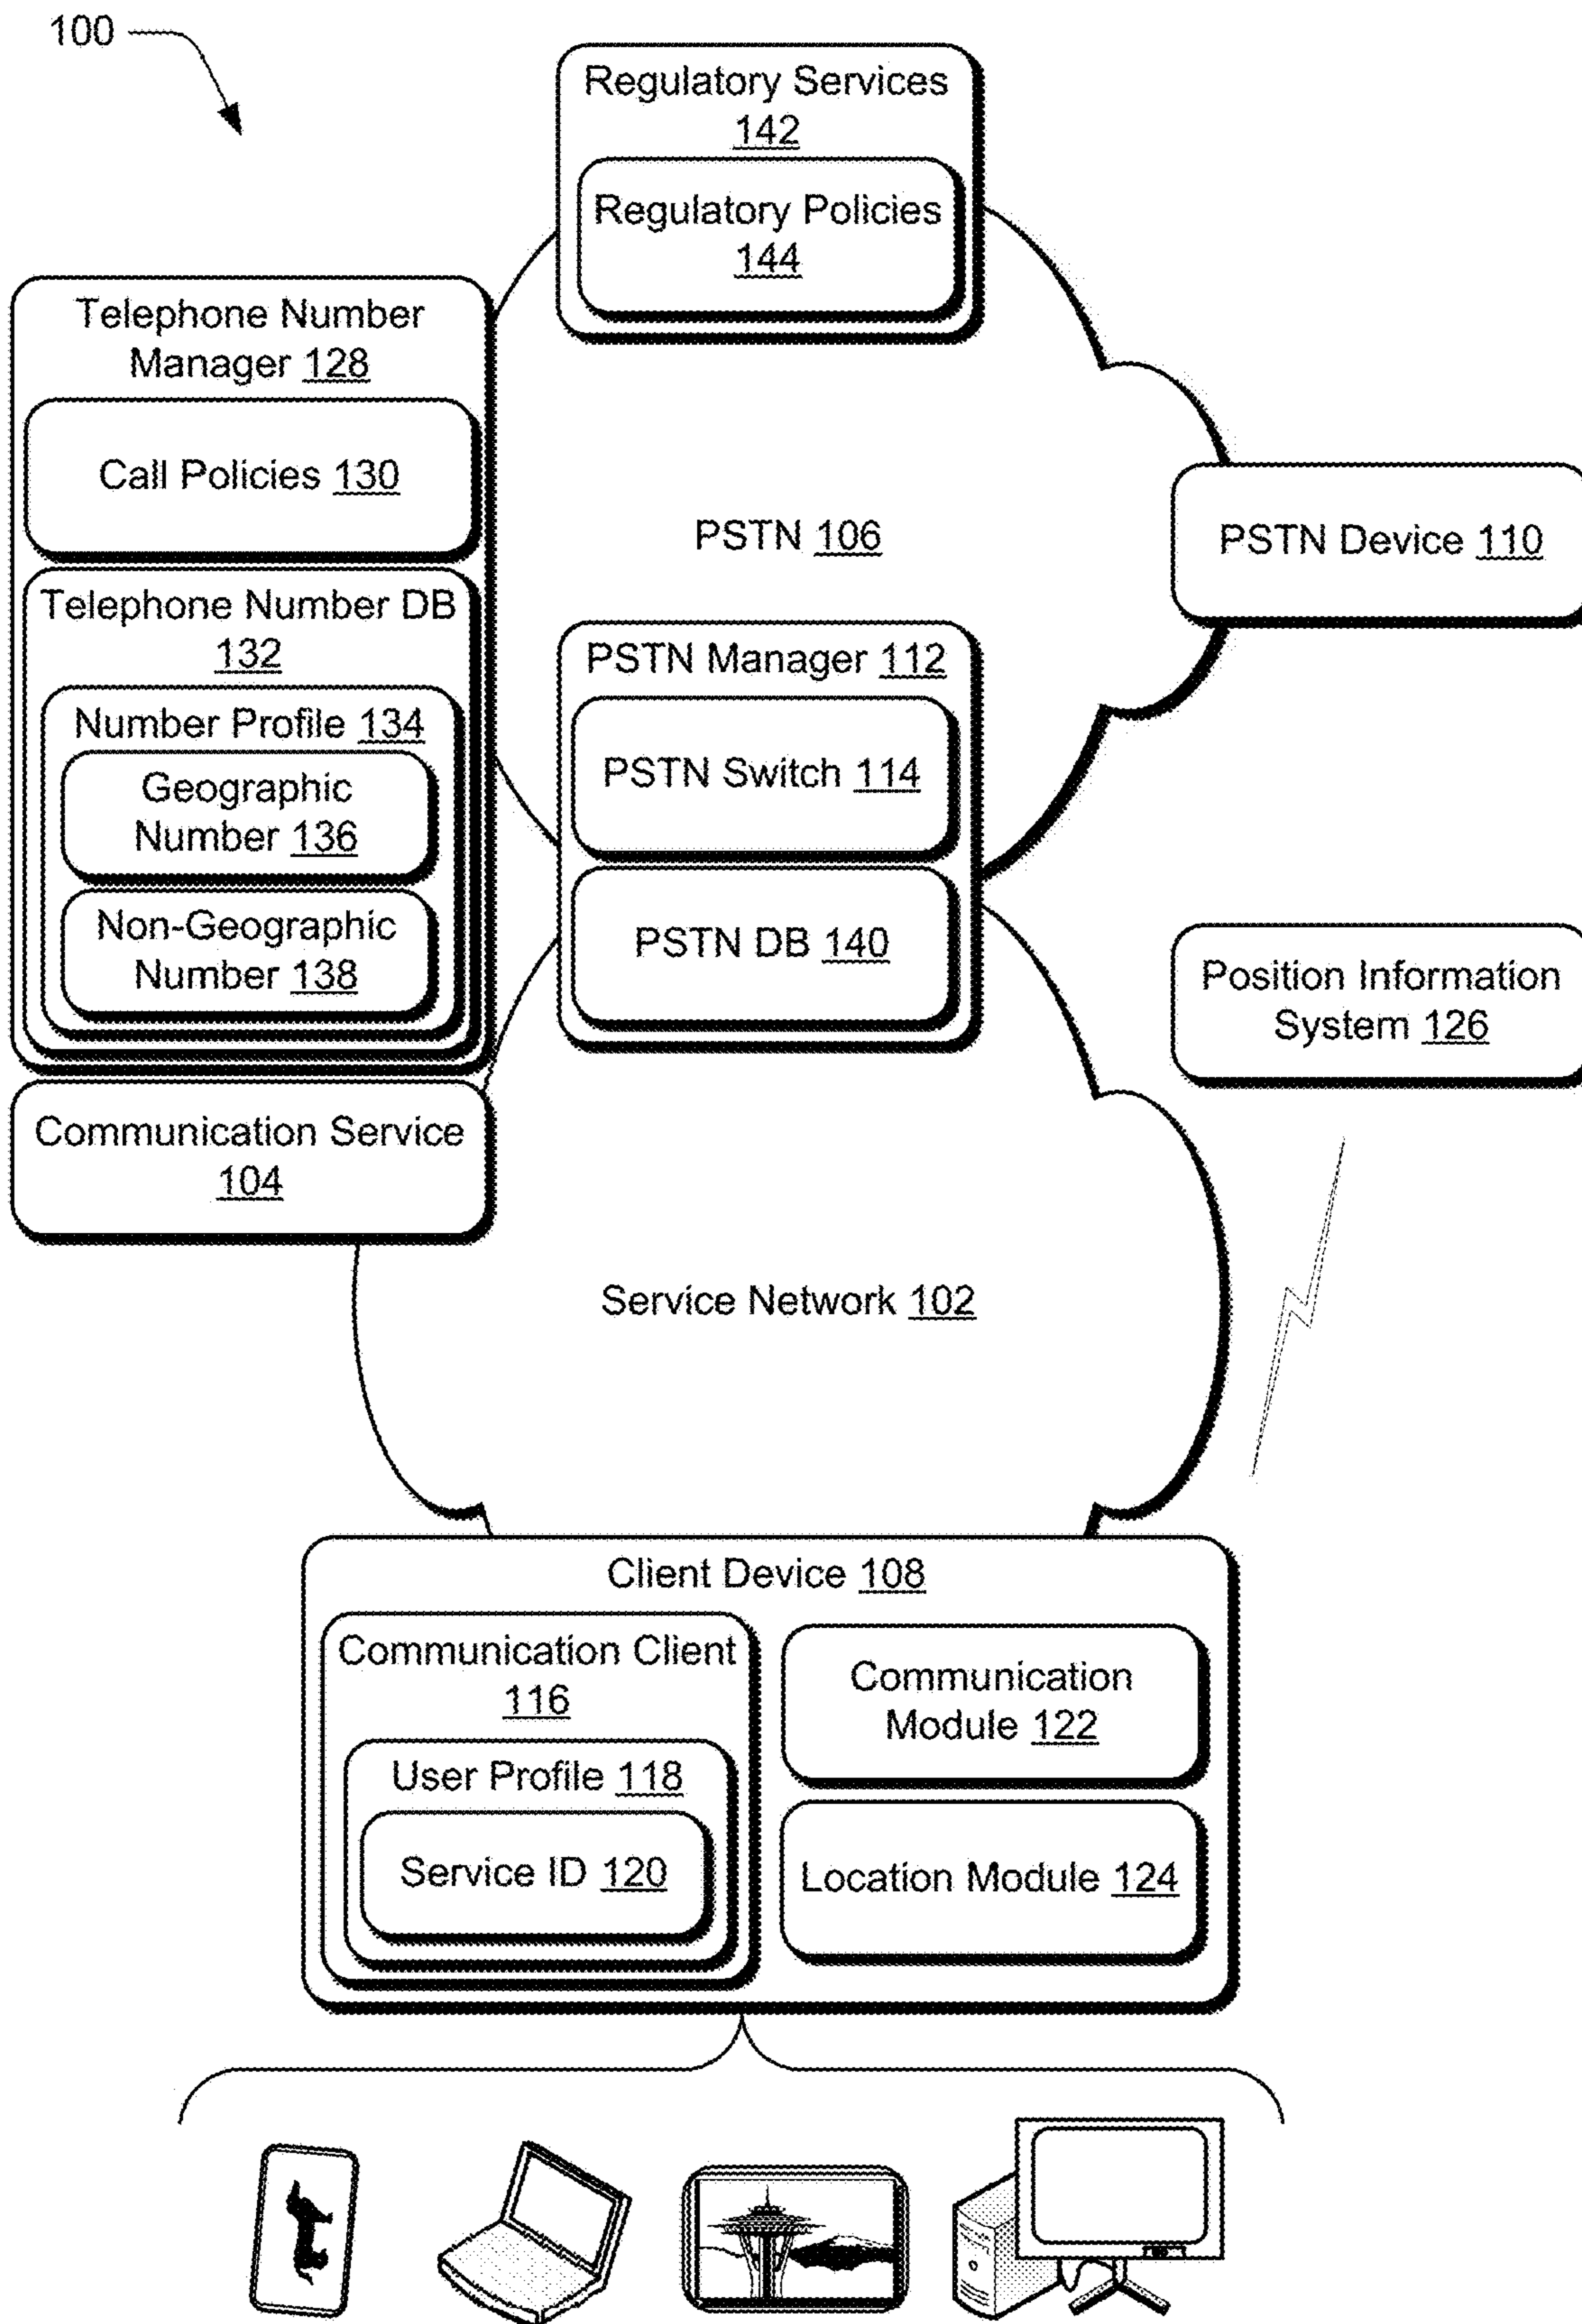 100
Regulatory Services
142
Regulatory Policies
144
Telephone Number
Manager 128
Call Policies 130
Telephone Number DB
132
Number Profile 134
Geographic
Number 136
Non-Geographic
Number 138
Communication Service
104
PSTN 106
PSTN Device 110
PSTN Manager 112
PSTN Switch 114
PSTN DB 140
Position Information
System 126
Service Network 102
Client Device 108
Communication Client
116
User Profile 118
Service ID 120
Communication
Module 122
Location Module 124